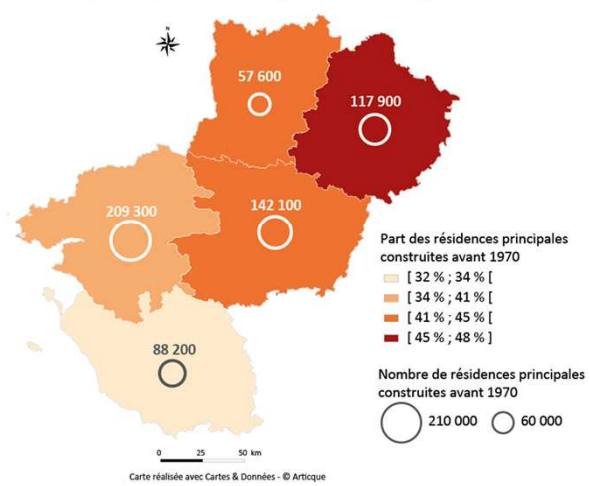 N
57 600
117 900
209 300
142 100
88 200
Part des résidences principales
construites avant 1970
[ 32 % ; 34 % [
[ 34 % ; 41 % [
[ 41 % ; 45 % [
[ 45 % ; 48 % ]
Nombre de résidences principales
construites avant 1970
210 000 60 000
0 25 50 km
Carte réalisée avec Cartes & Données - © Articque